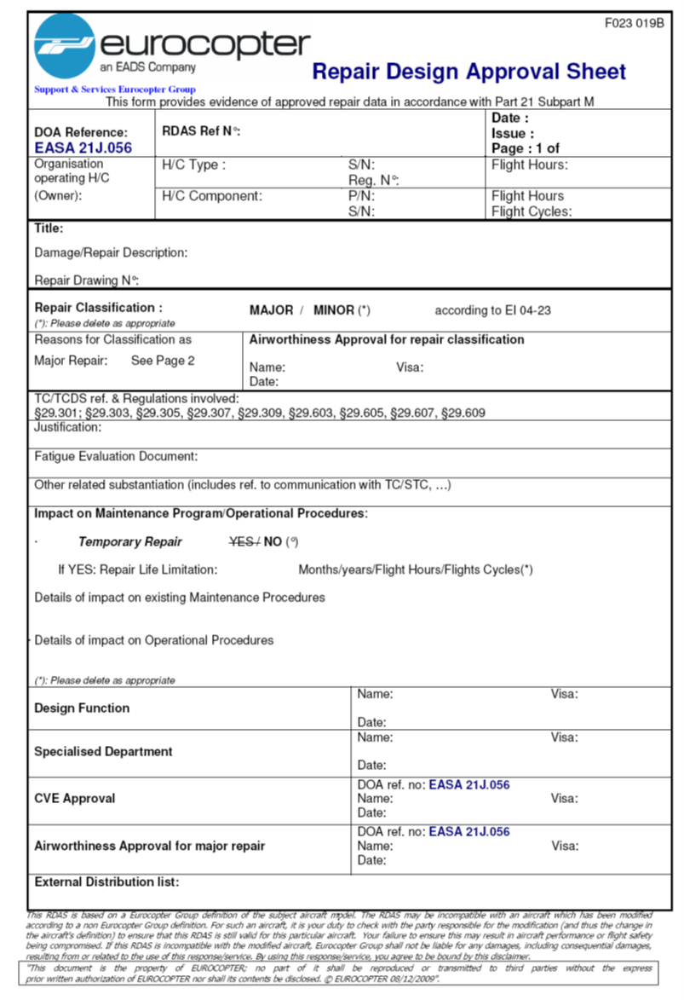 F023 019B
eurocopter
an EADS Company
Repair Design Approval Sheet
Support & Services Eurocopter Group
This form provides evidence of approved repair data in accordance with Part 21 Subpart M
DOA Reference:
EASA 21J.056
RDAS Ref N°:
Date :
Issue :
Page : 1 of
Organisation
operating H/C
(Owner):
H/C Type :
S/N:
Reg. N°:
Flight Hours:
H/C Component:
P/N:
S/N:
Flight Hours
Flight Cycles:
Title:
Damage/Repair Description:
Repair Drawing N°:
Repair Classification :
MAJOR / MINOR (*)
according to EI 04-23
(*): Please delete as appropriate
Reasons for Classification as
Major Repair: See Page 2
Airworthiness Approval for repair classification
Name: Visa:
Date:
TC/TCDS ref. & Regulations involved:
§29.301; §29.303, §29.305, §29.307, §29.309, §29.603, §29.605, §29.607, §29.609
Justification:
Fatigue Evaluation Document:
Other related substantiation (includes ref. to communication with TC/STC, ...)
Impact on Maintenance Program/Operational Procedures:
· Temporary Repair YES / NO (°)
If YES: Repair Life Limitation: Months/years/Flight Hours/Flights Cycles(*)
Details of impact on existing Maintenance Procedures
· Details of impact on Operational Procedures
(*): Please delete as appropriate
Design Function
Name: Visa:
Date:
Specialised Department
Name: Visa:
Date:
CVE Approval
DOA ref. no: EASA 21J.056
Name: Visa:
Date:
Airworthiness Approval for major repair
DOA ref. no: EASA 21J.056
Name: Visa:
Date:
External Distribution list:
This RDAS is based on a Eurocopter Group definition of the subject aircraft model. The RDAS may be incompatible with an aircraft which has been modified
according to a non Eurocopter Group definition. For such an aircraft, it is your duty to check with the party responsible for the modification (and thus the change in
the aircraft's definition) to ensure that this RDAS is still valid for this particular aircraft. Your failure to ensure this may result in aircraft performance or flight safety
being compromised. If this RDAS is incompatible with the modified aircraft, Eurocopter Group shall not be liable for any damages, including consequential damages,
resulting from or related to the use of this response/service. By using this response/service, you agree to be bound by this disclaimer.
"This document is the property of EUROCOPTER; no part of it shall be reproduced or transmitted to third parties without the express
prior written authorization of EUROCOPTER nor shall its contents be disclosed. © EUROCOPTER 08/12/2009".